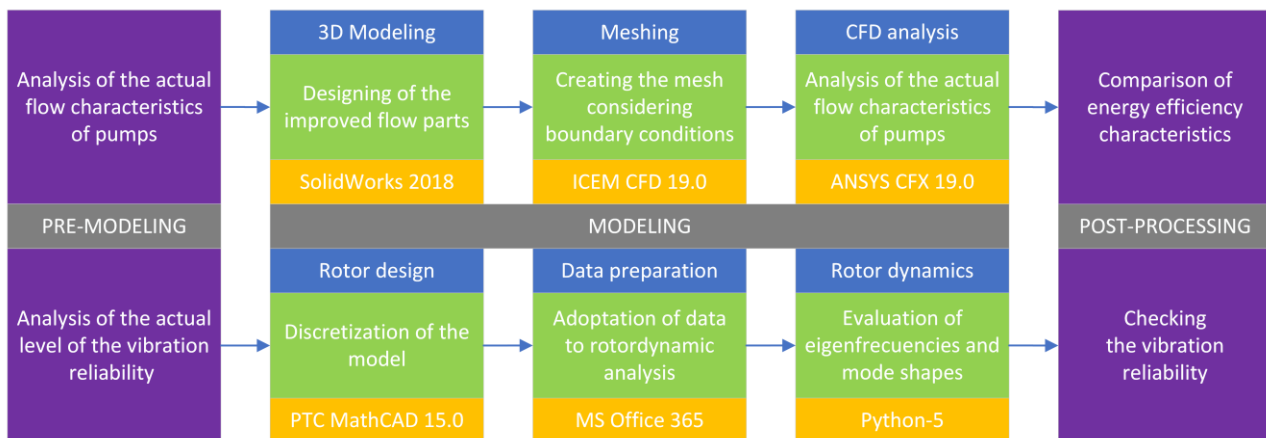 Analysis of the actual
flow characteristics
of pumps
3D Modeling
Designing of the
improved flow parts
SolidWorks 2018
Meshing
Creating the mesh
considering
boundary conditions
ICEM CFD 19.0
CFD analysis
Analysis of the actual
flow characteristics
of pumps
ANSYS CFX 19.0
Comparison of
energy efficiency
characteristics
PRE-MODELING
MODELING
POST-PROCESSING
Analysis of the actual
level of the vibration
reliability
Rotor design
Discretization of the
model
PTC MathCAD 15.0
Data preparation
Adoptation of data
to rotordynamic
analysis
MS Office 365
Rotor dynamics
Evaluation of
eigenfrecuencies and
mode shapes
Python-5
Checking
the vibration
reliability